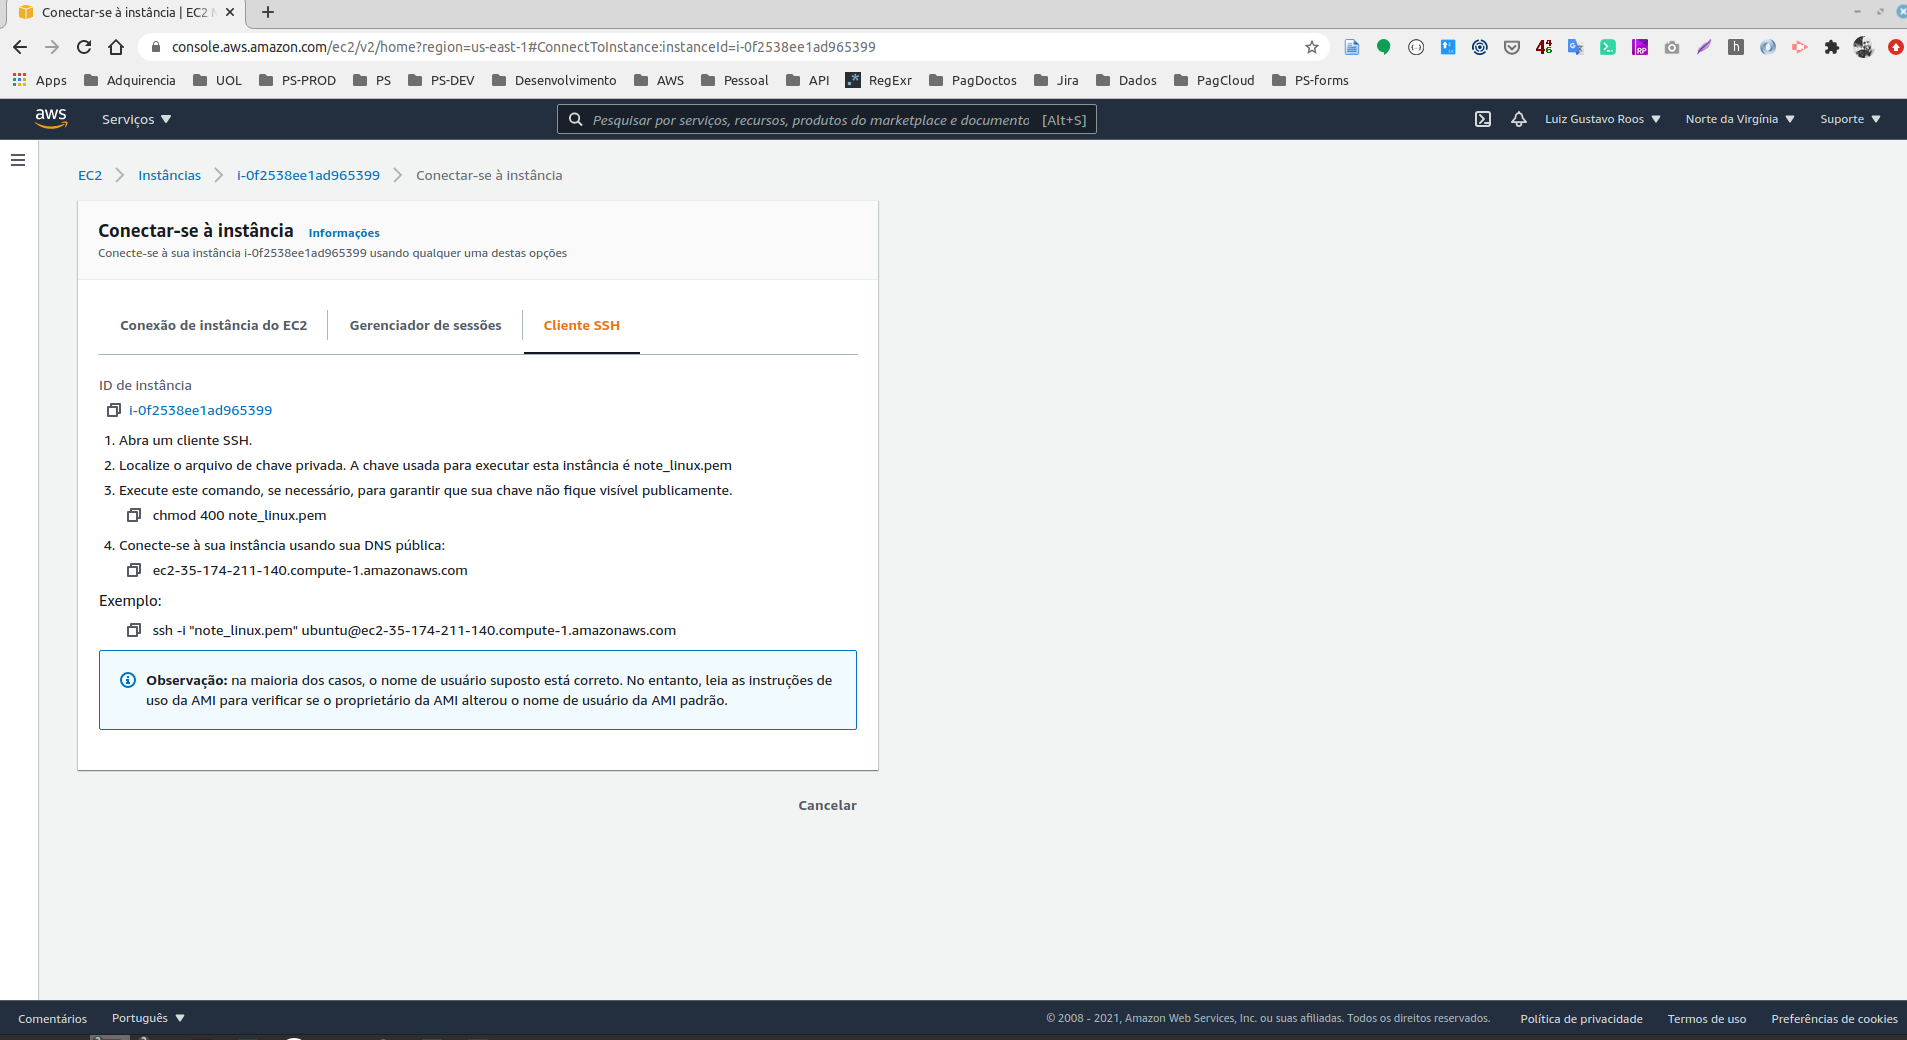 Conectar-se à instância | EC2
console.aws.amazon.com/ec2/v2/home?region=us-east-1#ConnectToInstance:instanceId=i-0f2538ee1ad965399
Apps Adquirencia UOL PS-PROD PS PS-DEV Desenvolvimento AWS Pessoal API RegExr PagDoctos Jira Dados PagCloud PS-forms
aws Serviços Pesquisar por serviços, recursos, produtos do marketplace e documento [Alt+S] Luiz Gustavo Roos Norte da Virgínia Suporte
EC2 Instâncias i-0f2538ee1ad965399 Conectar-se à instância
Conectar-se à instância Informações
Conecte-se à sua instância i-0f2538ee1ad965399 usando qualquer uma destas opções
Conexão de instância do EC2 Gerenciador de sessões Cliente SSH
ID de instância
i-0f2538ee1ad965399
1. Abra um cliente SSH.
2. Localize o arquivo de chave privada. A chave usada para executar esta instância é note_linux.pem
3. Execute este comando, se necessário, para garantir que sua chave não fique visível publicamente.
chmod 400 note_linux.pem
4. Conecte-se à sua instância usando sua DNS pública:
ec2-35-174-211-140.compute-1.amazonaws.com
Exemplo:
ssh -i "note_linux.pem" ubuntu@ec2-35-174-211-140.compute-1.amazonaws.com
Observação: na maioria dos casos, o nome de usuário suposto está correto. No entanto, leia as instruções de
uso da AMI para verificar se o proprietário da AMI alterou o nome de usuário da AMI padrão.
Cancelar
Comentários Português © 2008 - 2021, Amazon Web Services, Inc. ou suas afiliadas. Todos os direitos reservados. Política de privacidade Termos de uso Preferências de cookies